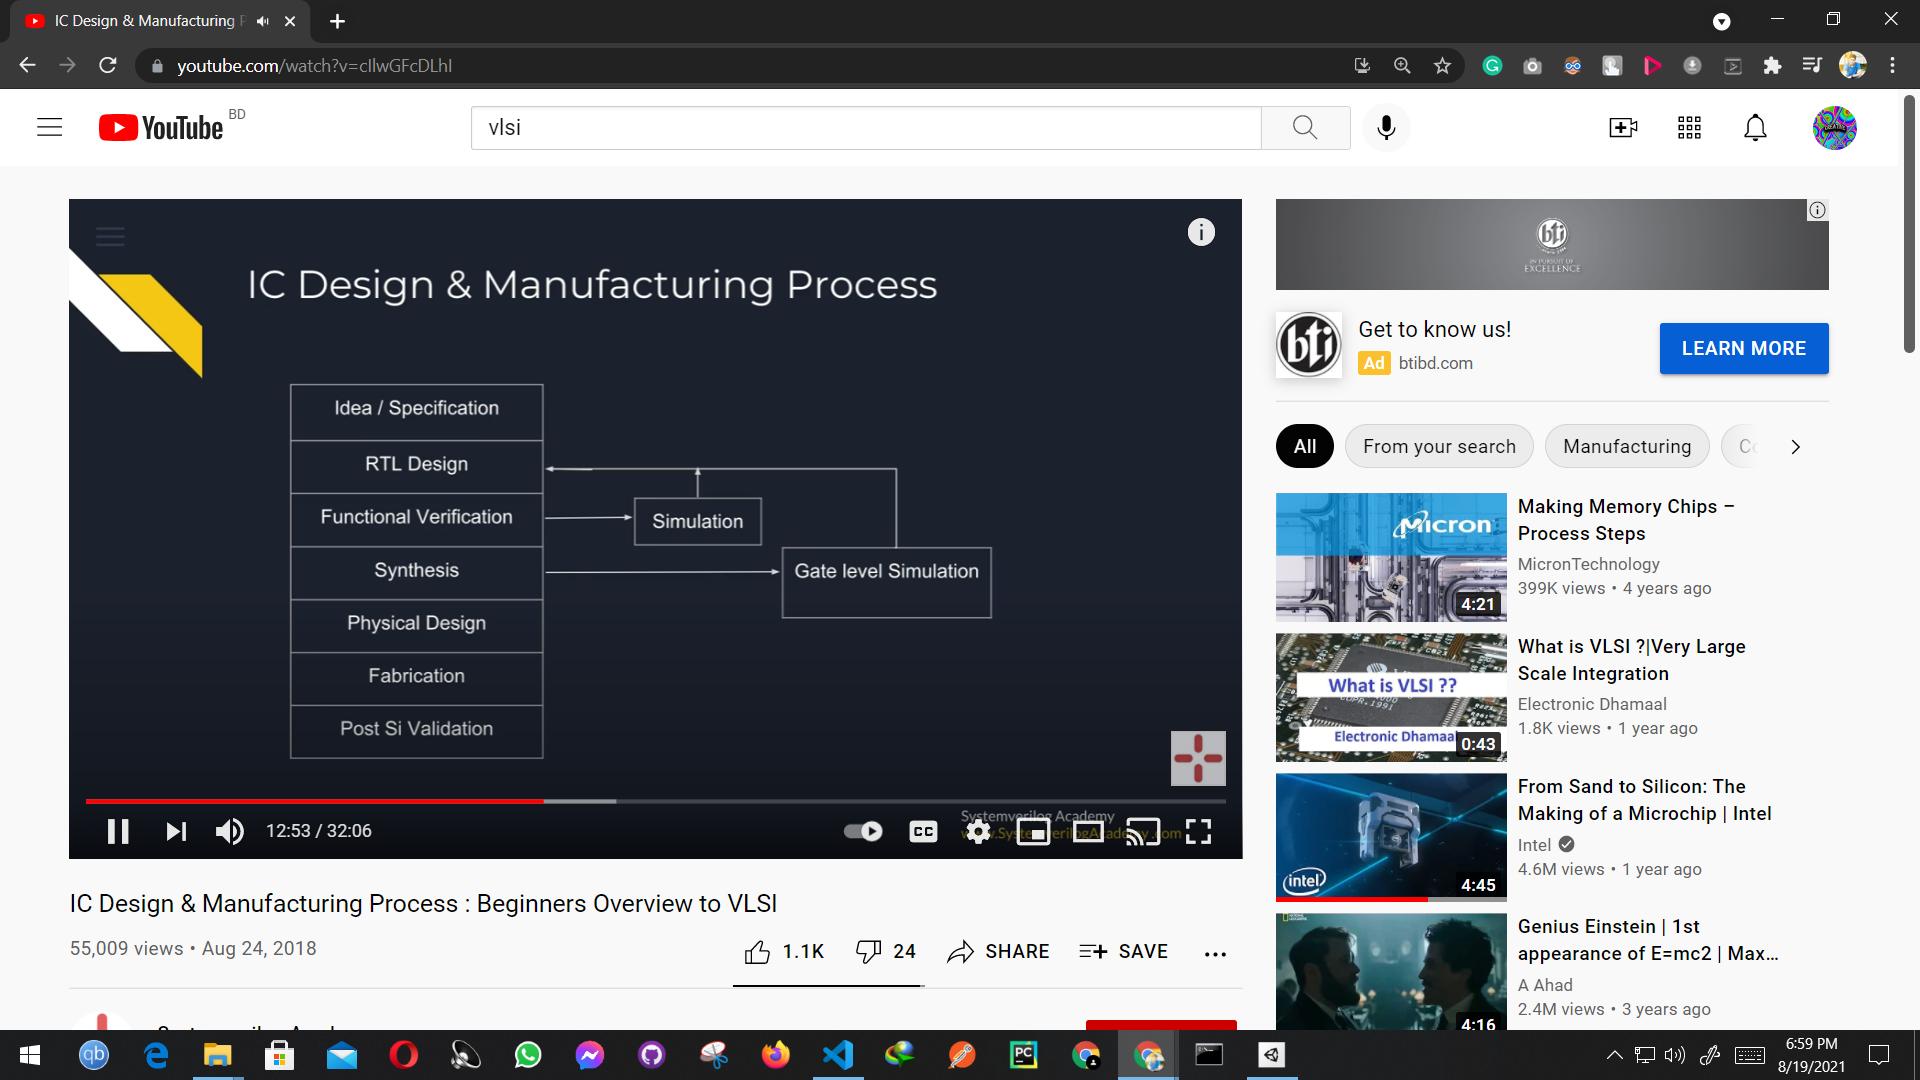 IC Design & Manufacturing P
youtube.com/watch?v=cIlwGFcDLhI
YouTube BD
vlsi
IC Design & Manufacturing Process
Idea / Specification
RTL Design
Functional Verification
Simulation
Synthesis
Gate level Simulation
Physical Design
Fabrication
Post Si Validation
Systemverilog Academy
12:53 / 32:06
CC
IC Design & Manufacturing Process : Beginners Overview to VLSI
55,009 views • Aug 24, 2018
1.1K
24
SHARE
SAVE
bti
IN PURSUIT OF
EXCELLENCE
bti
Get to know us!
Ad btibd.com
LEARN MORE
All
From your search
Manufacturing
Micron
4:21
Making Memory Chips –
Process Steps
MicronTechnology
399K views • 4 years ago
What is VLSI ??
Electronic Dhamaal
0:43
What is VLSI ?|Very Large
Scale Integration
Electronic Dhamaal
1.8K views • 1 year ago
intel
4:45
From Sand to Silicon: The
Making of a Microchip | Intel
Intel
4.6M views • 1 year ago
4:16
Genius Einstein | 1st
appearance of E=mc2 | Max...
A Ahad
2.4M views • 3 years ago
qb
PC
6:59 PM
8/19/2021